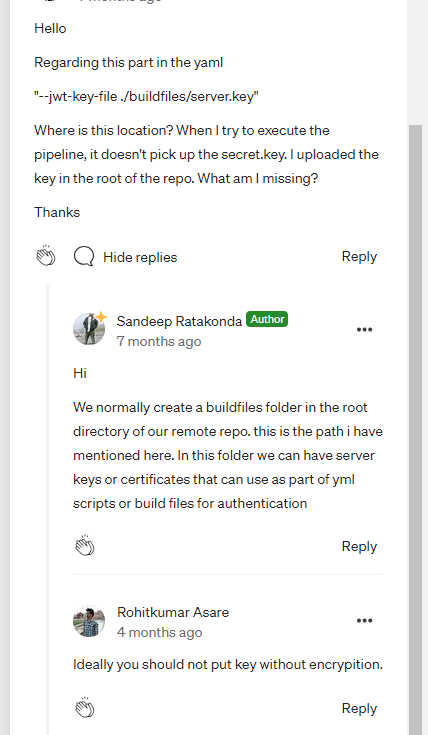 Hello
Regarding this part in the yaml
"--jwt-key-file ./buildfiles/server.key"
Where is this location? When I try to execute the
pipeline, it doesn't pick up the secret.key. I uploaded the
key in the root of the repo. What am I missing?
Thanks
Hide replies
Reply
Sandeep Ratakonda Author
7 months ago
Hi
We normally create a buildfiles folder in the root
directory of our remote repo. this is the path i have
mentioned here. In this folder we can have server
keys or certificates that can use as part of yml
scripts or build files for authentication
Reply
Rohitkumar Asare
4 months ago
Ideally you should not put key without encrypition.
Reply